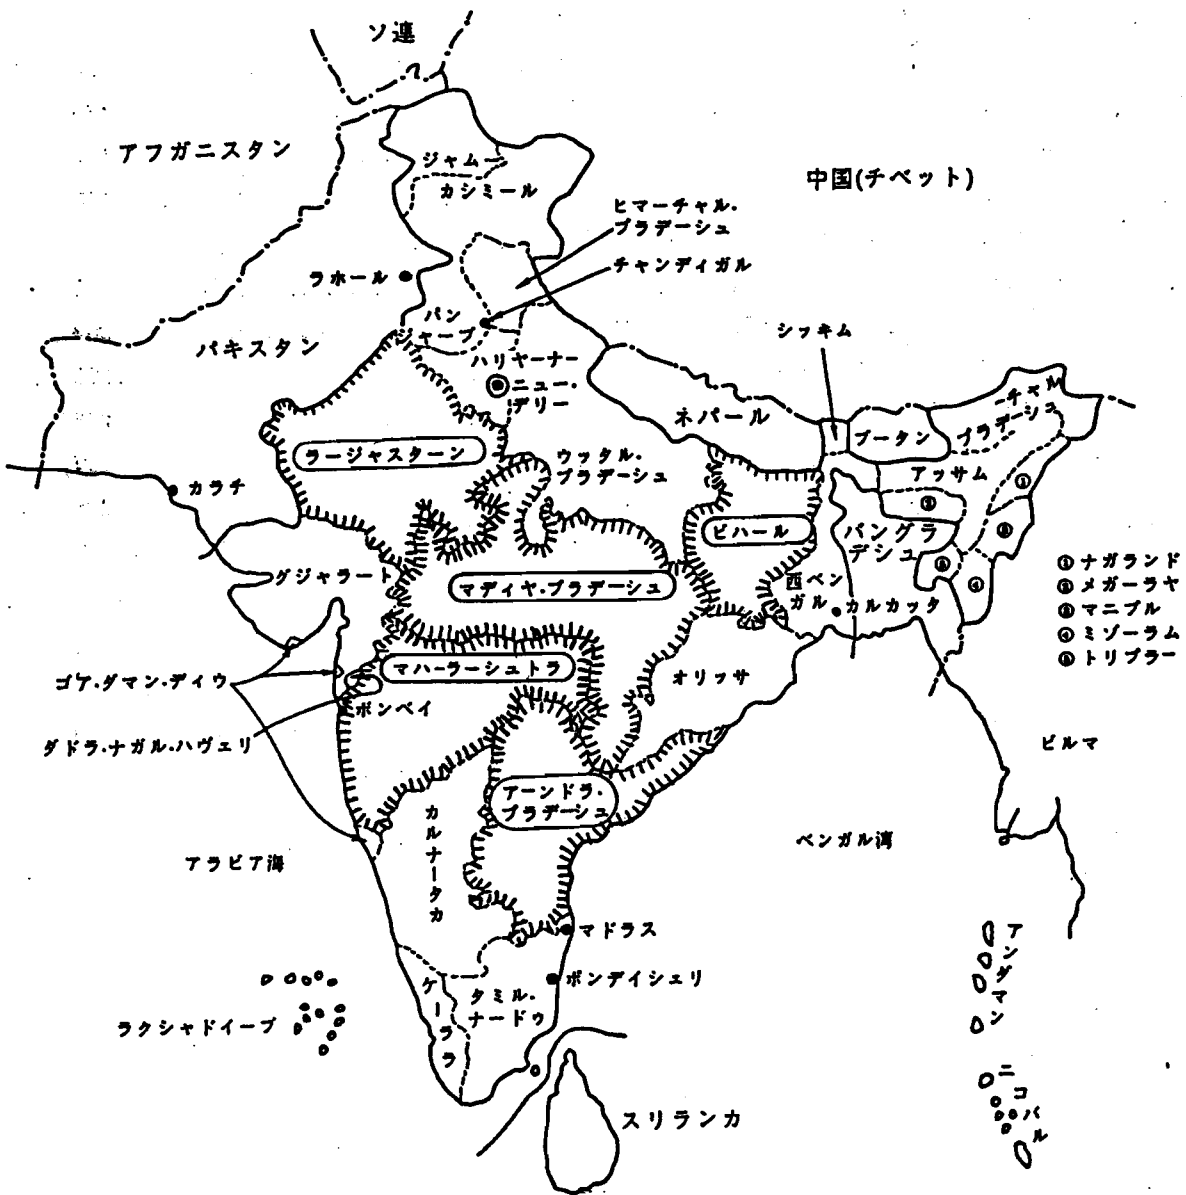 ソ連
アフガニスタン
中国(チベット)
ジャムー
カシミール
ヒマーチャル・
プラデーシュ
チャンディガル
ラホール
パン
ジャーブ
パキスタン
ハリヤーナー
ニュー・
デリー
シッキム
ネパール
ブータン
ーチャル
プラデーシュ
ラージャスターン
ウッタル・
プラデーシュ
アッサム
カラチ
ビハール
バングラ
デシュ
①
②
③
④
⑤
グジャラート
マディヤ・プラデーシュ
西ベン
ガル
カルカッタ
①ナガランド
②メガーラヤ
③マニプル
④ミゾーラム
⑤トリプラー
マハーラーシュトラ
オリッサ
ゴア・ダマン・デイウ
ボンベイ
ダドラ・ナガル・ハヴェリ
ビルマ
アーンドラ・
プラデーシュ
カルナータカ
アラビア海
ベンガル湾
マドラス
ポンデイシェリ
アンダマン
ケーララ
タミル・
ナードゥ
ラクシャドイープ
ニコバル
スリランカ